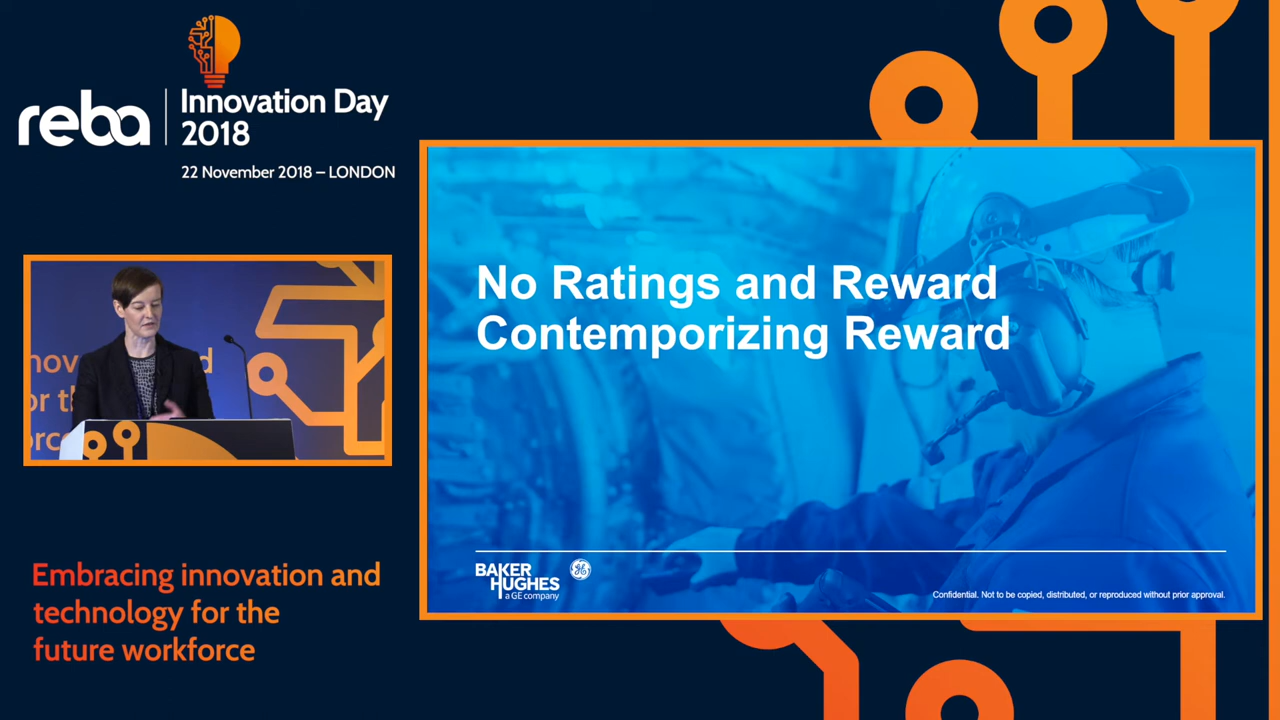 reba
Innovation Day
2018
22 November 2018 – LONDON
No Ratings and Reward
Contemporizing Reward
BAKER
HUGHES
a GE company
GE
Confidential. Not to be copied, distributed, or reproduced without prior approval.
Embracing innovation and
technology for the
future workforce